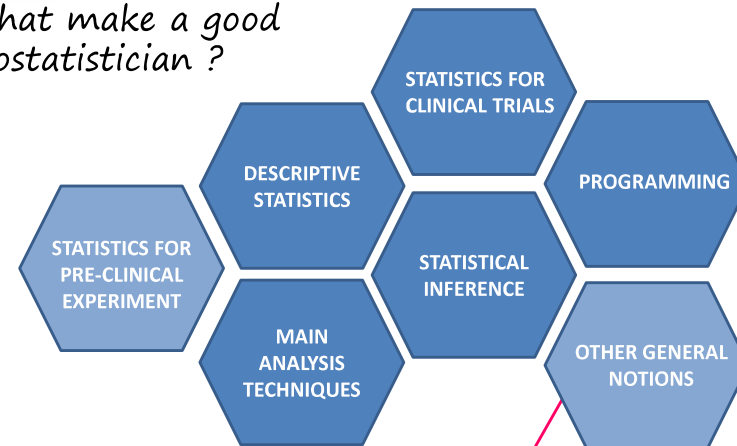 hat make a good
ostatistician ?
STATISTICS FOR
CLINICAL TRIALS
DESCRIPTIVE
STATISTICS
PROGRAMMING
STATISTICS FOR
PRE-CLINICAL
EXPERIMENT
STATISTICAL
INFERENCE
MAIN
ANALYSIS
TECHNIQUES
OTHER GENERAL
NOTIONS